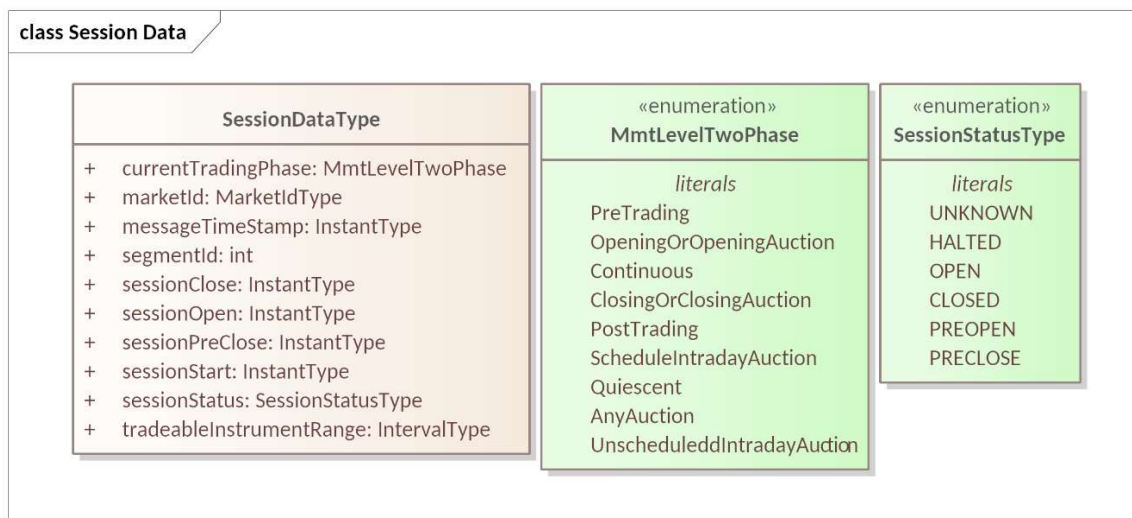 class Session Data
SessionDataType
+ currentTradingPhase: MmtLevelTwoPhase
+ marketId: MarketIdType
+ messageTimeStamp: InstantType
+ segmentId: int
+ sessionClose: InstantType
+ sessionOpen: InstantType
+ sessionPreClose: InstantType
+ sessionStart: InstantType
+ sessionStatus: SessionStatusType
+ tradeableInstrumentRange: IntervalType
«enumeration»
MmtLevelTwoPhase
literals
PreTrading
OpeningOrOpeningAuction
Continuous
ClosingOrClosingAuction
PostTrading
ScheduleIntradayAuction
Quiescent
AnyAuction
UnscheduleddIntradayAuction
«enumeration»
SessionStatusType
literals
UNKNOWN
HALTED
OPEN
CLOSED
PREOPEN
PRECLOSE